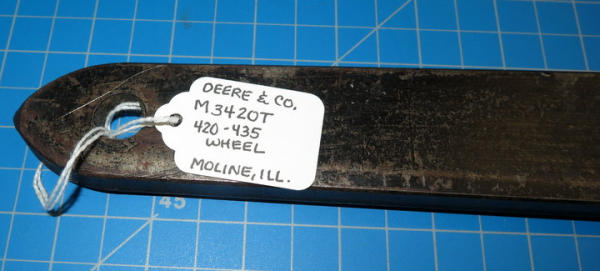 DEERE & CO.
M3420T
420-435
WHEEL
MOLINE, ILL.
45